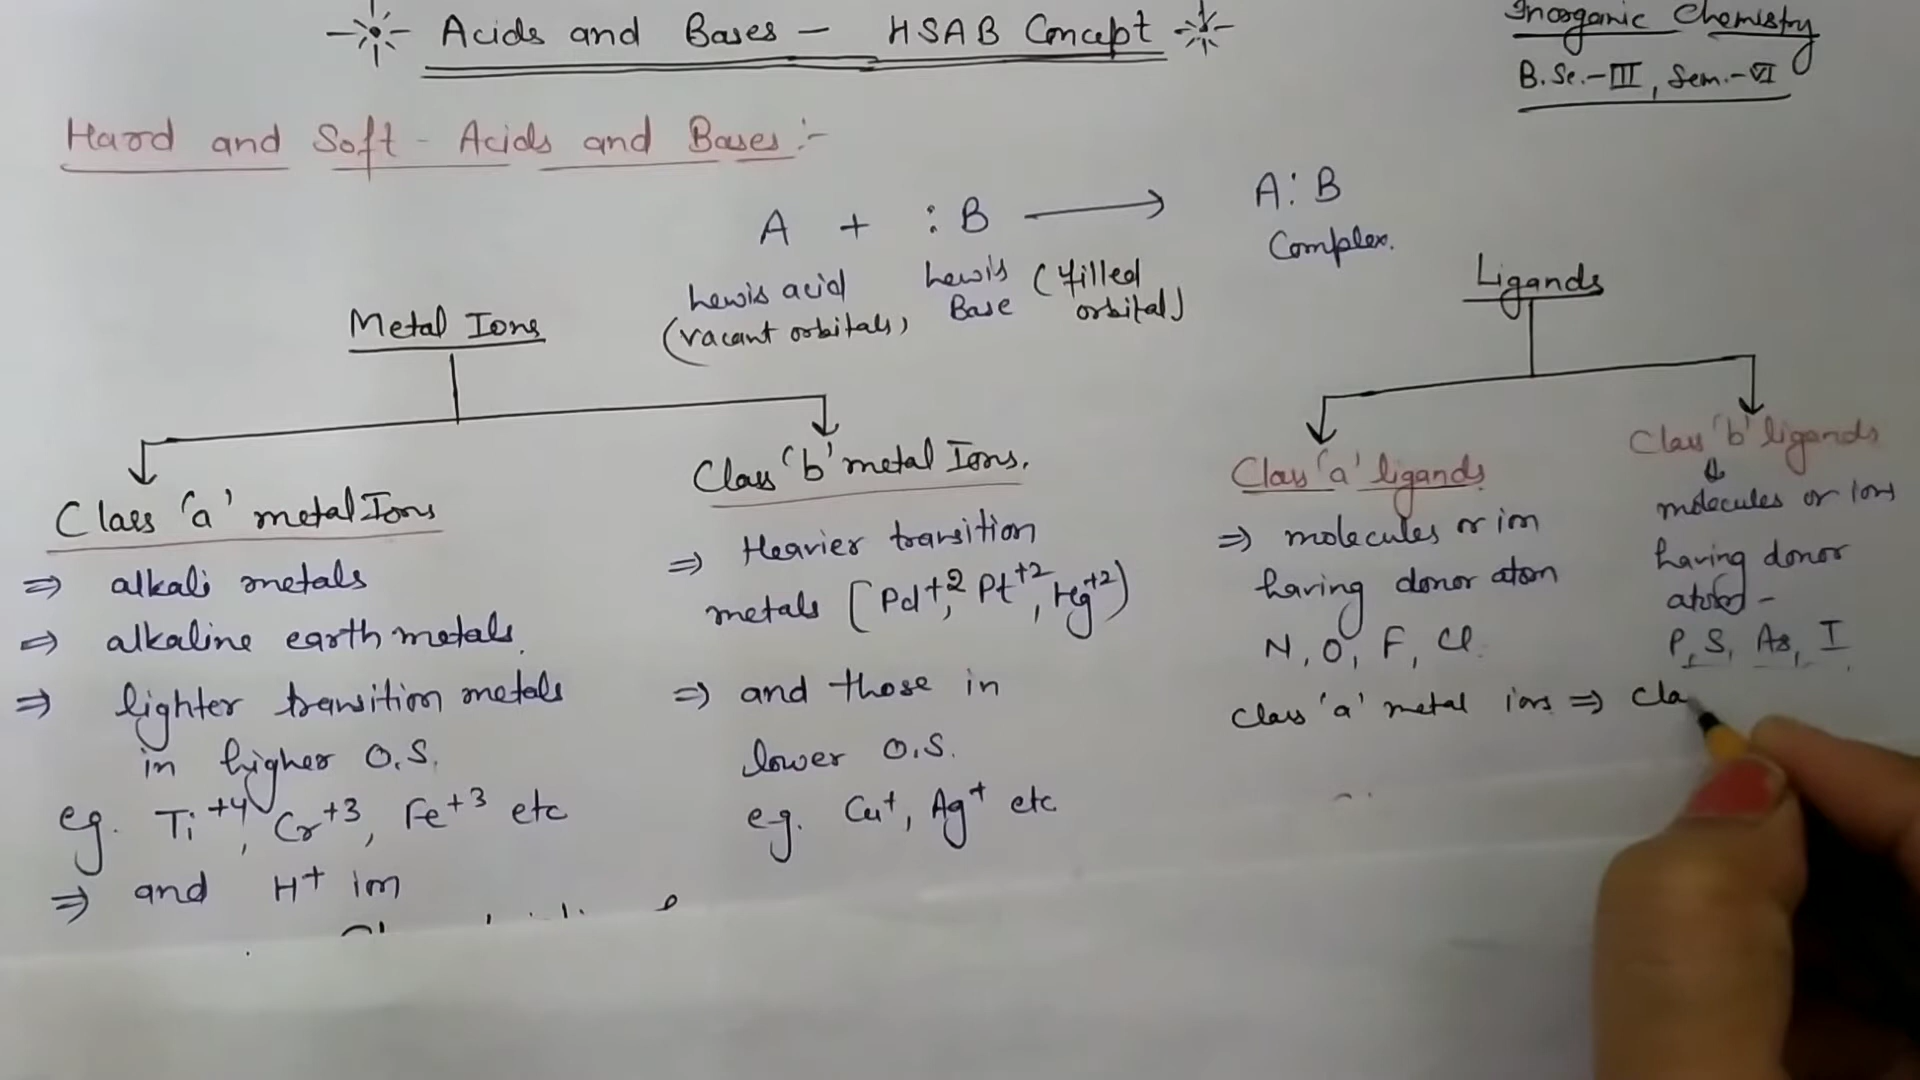 Acids and Bases - HSAB Concept
Inorganic Chemistry
B.Sc.-III, Sem.-VI
Hard and Soft - Acids and Bases:-
A + :B → A:B
Complex.
Lewis acid
(vacant orbitals)
Lewis
Base
(filled
orbital)
Metal Ions
Class 'a' metal Ions
⇒ alkali metals
⇒ alkaline earth metals.
⇒ lighter transition metals
in higher O.S.
eg. Ti+4, Cr+3, Fe+3 etc
⇒ and H+ ion
Class 'b' metal Ions.
⇒ Heavier transition
metals [Pd+2, Pt+2, Hg+2)
⇒ and those in
lower O.S.
eg. Cu+, Ag+ etc
Ligands
Class 'a' ligands
⇒ molecules or ion
having donor atom
N, O, F, Cl.
Class 'b' ligands
molecules or ions
having donor
P, S, As, I
Class 'a' metal ions ⇒ Cla